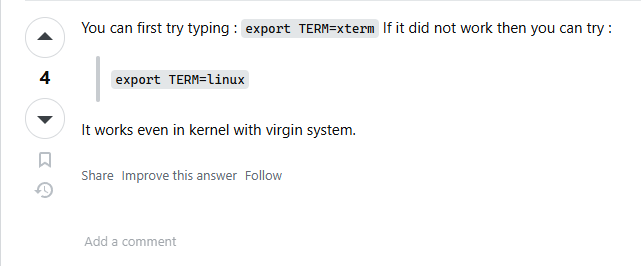 You can first try typing : export TERM=xterm If it did not work then you can try :
4
export TERM=linux
It works even in kernel with virgin system.
Share Improve this answer Follow
Add a comment